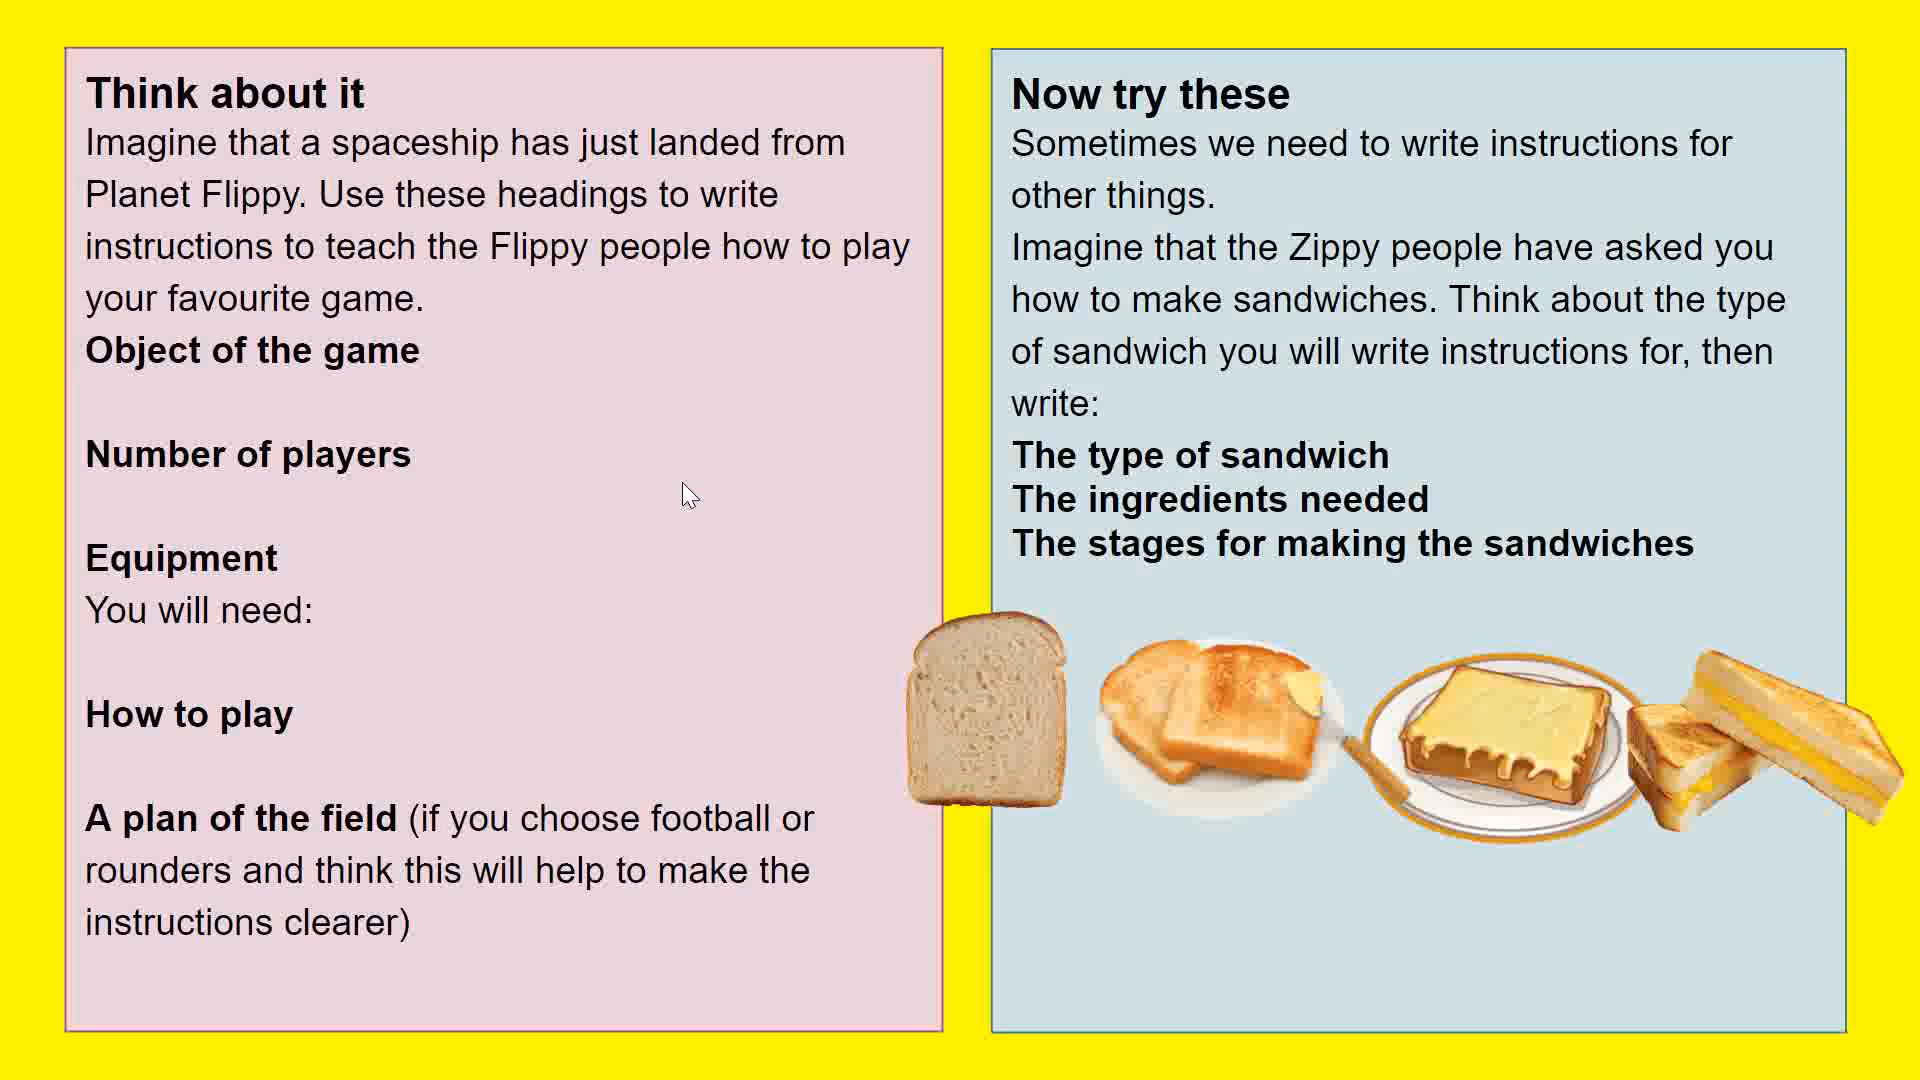 Think about it
Imagine that a spaceship has just landed from
Planet Flippy. Use these headings to write
instructions to teach the Flippy people how to play
your favourite game.
Object of the game
Number of players
Equipment
You will need:
How to play
A plan of the field (if you choose football or
rounders and think this will help to make the
instructions clearer)
Now try these
Sometimes we need to write instructions for
other things.
Imagine that the Zippy people have asked you
how to make sandwiches. Think about the type
of sandwich you will write instructions for, then
write:
The type of sandwich
The ingredients needed
The stages for making the sandwiches